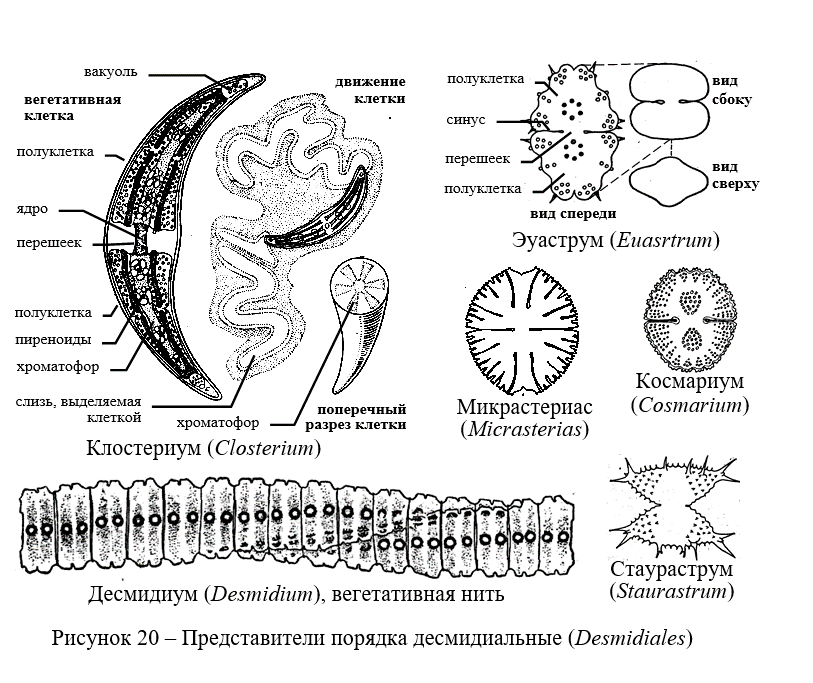 вакуоль
вегетативная
клетка
полуклетка
ядро
перешеек
полуклетка
пиреноиды
хроматофор
слизь, выделяемая
клеткой
хроматофор
движение
клетки
поперечный
разрез клетки
Клостериум (Closterium)
полуклетка
синус
перешеек
полуклетка
вид спереди
вид
сбоку
вид
сверху
Эуаструм (Euasrtrum)
Микрастериас
(Micrasterias)
Космариум
(Cosmarium)
Десмидиум (Desmidium), вегетативная нить
Стаураструм
(Staurastrum)
Рисунок 20 – Представители порядка десмидиальные (Desmidiales)